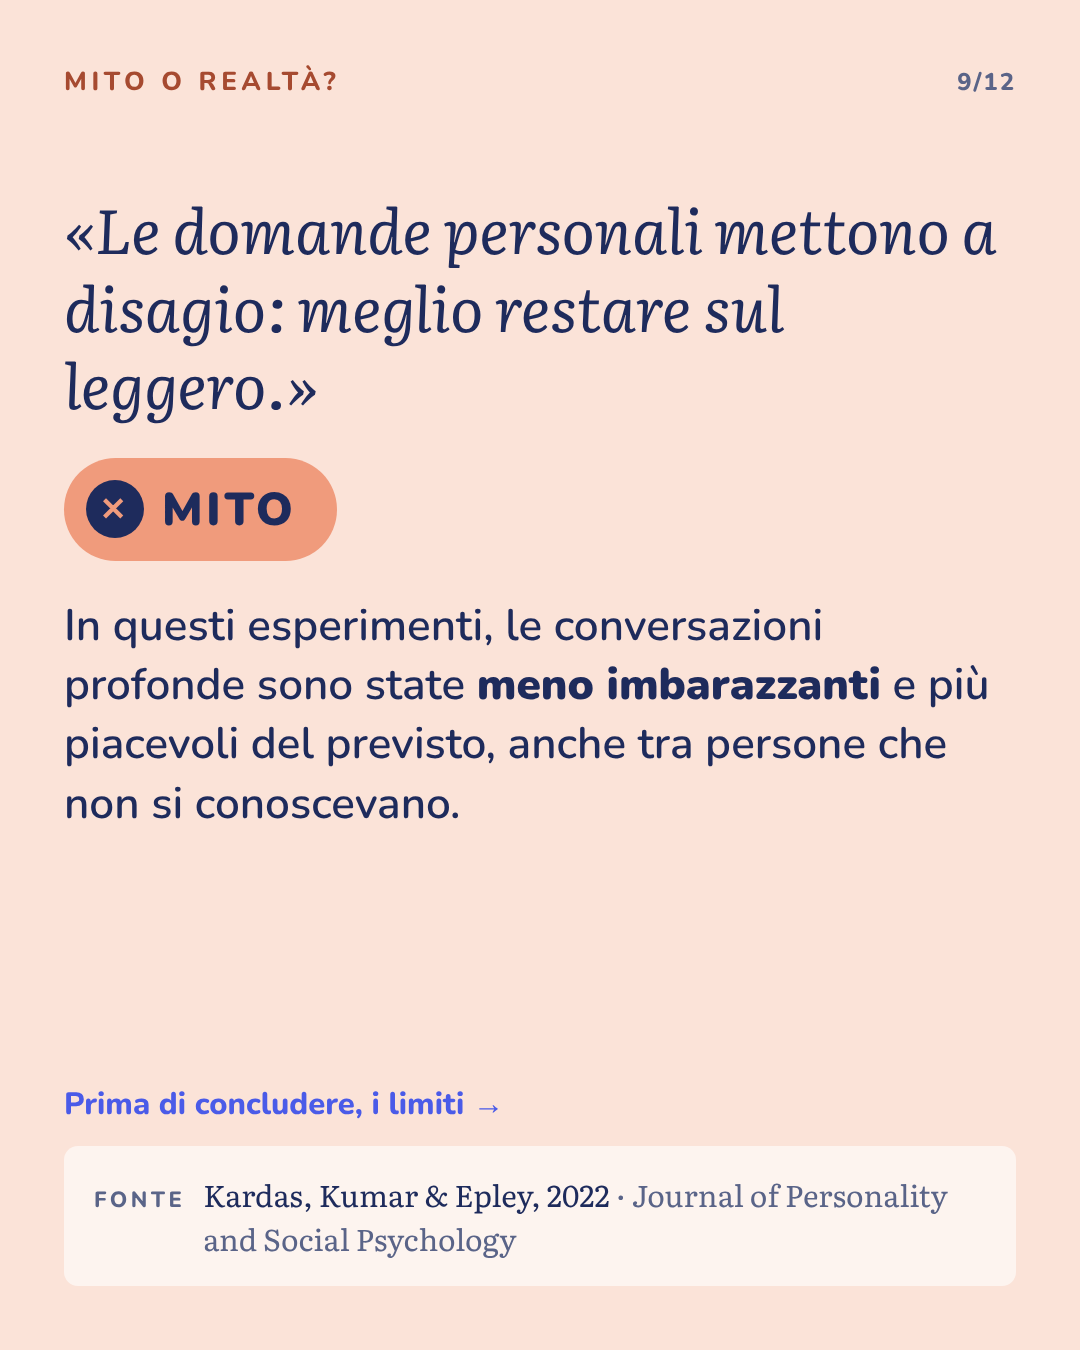 MITO O REALTÀ?
9/12
«Le domande personali mettono a
disagio: meglio restare sul
leggero.»
× MITO
In questi esperimenti, le conversazioni
profonde sono state meno imbarazzanti e più
piacevoli del previsto, anche tra persone che
non si conoscevano.
Prima di concludere, i limiti →
FONTE Kardas, Kumar & Epley, 2022 · Journal of Personality
and Social Psychology